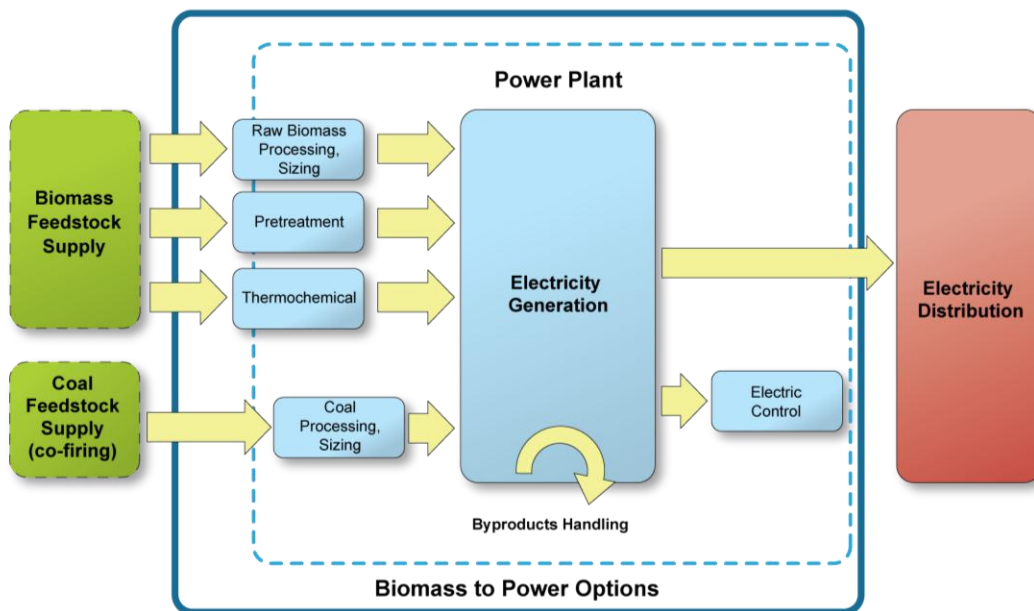 Power Plant
Biomass
Feedstock
Supply
Raw Biomass
Processing,
Sizing
Pretreatment
Thermochemical
Electricity
Generation
Electricity
Distribution
Coal
Feedstock
Supply
(co-firing)
Coal
Processing,
Sizing
Electric
Control
Byproducts Handling
Biomass to Power Options